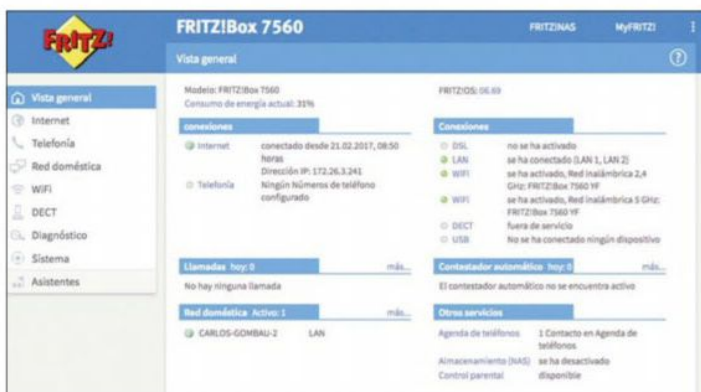 FRITZ!
FRITZ!Box 7560
FRITZ!NAS MyFRITZ!
Vista general
Vista general
Internet
Telefonía
Red doméstica
WiFi
DECT
Diagnóstico
Sistema
Asistentes
Modelo: FRITZ!Box 7560
Consumo de energía actual: 31%
FRITZ!OS: 06.69
conexiones
Internet conectado desde 21.02.2017, 08:50
horas
Dirección IP: 172.26.3.241
Telefonía Ningún Números de teléfono
configurado
Conexiones
DSL no se ha activado
LAN se ha conectado (LAN 1, LAN 2)
WiFi se ha activado, Red inalámbrica 2,4
GHz: FRITZ!Box 7560 YF
WiFi se ha activado, Red inalámbrica 5 GHz:
FRITZ!Box 7560 YF
DECT fuera de servicio
USB No se ha conectado ningún dispositivo
Llamadas hoy: 0 más...
No hay ninguna llamada
Contestador automático hoy: 0 más...
El contestador automático no se encuentra activo
Red doméstica Activo: 1 más...
CARLOS-GOMBAU-2 LAN
Otros servicios
Agenda de teléfonos 1 Contacto en Agenda de
teléfonos
Almacenamiento (NAS) se ha desactivado
Control parental disponible